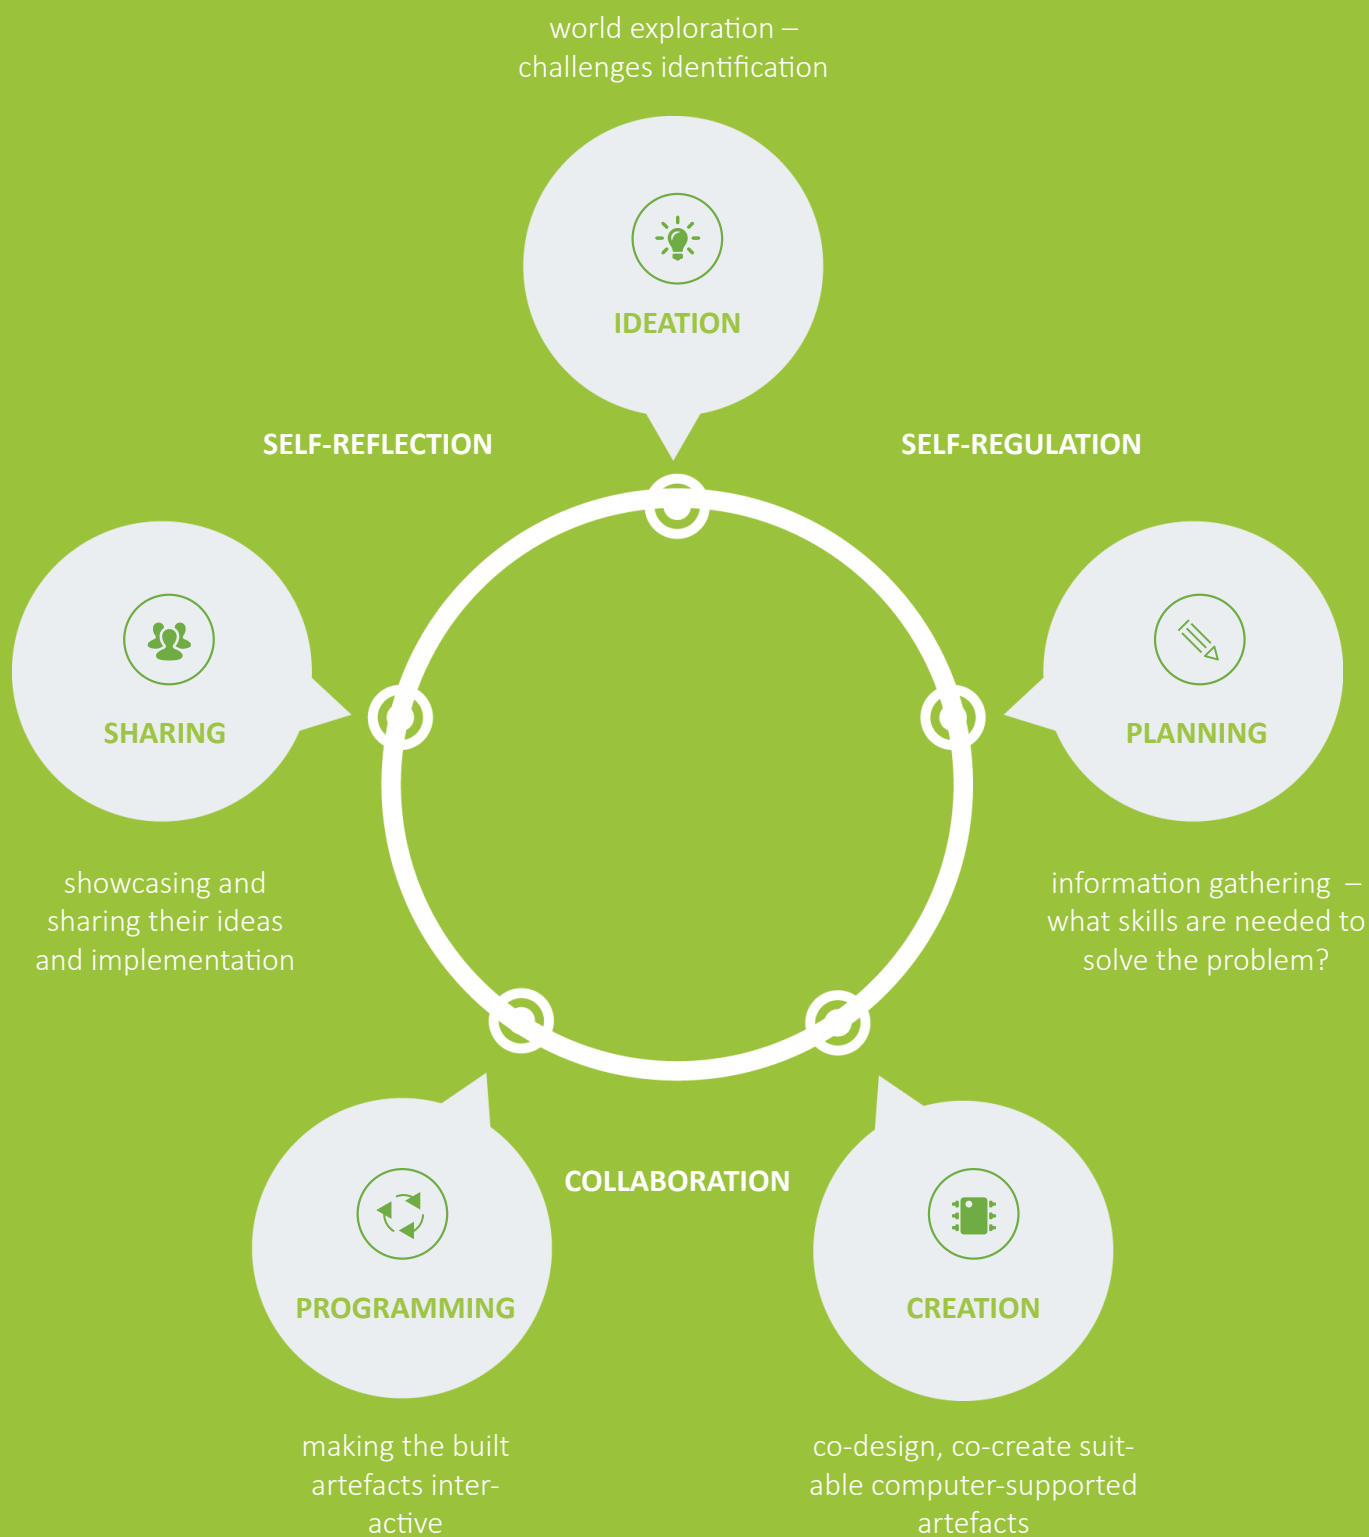 world exploration –
challenges identification
IDEATION
SELF-REFLECTION
SELF-REGULATION
SHARING
PLANNING
showcasing and
sharing their ideas
and implementation
information gathering –
what skills are needed to
solve the problem?
COLLABORATION
PROGRAMMING
CREATION
making the built
artefacts inter-
active
co-design, co-create suit-
able computer-supported
artefacts